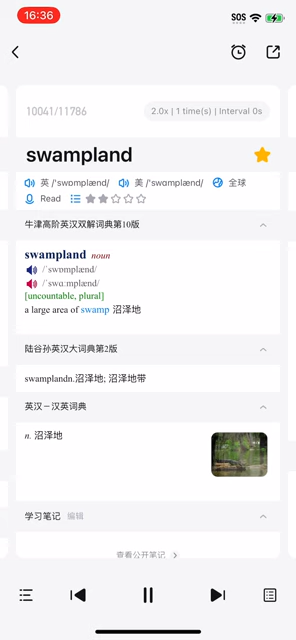 16:36
SOS
10041/11786
2.0x | 1 time(s) | Interval 0s
swampland
英 /'swɒmplænd/ 美 /'swɒmplænd/ 全球
Read
牛津高阶英汉双解词典第10版
swampland noun
/ˈswɒmplænd/
/ˈswɑːmplænd/
[uncountable, plural]
a large area of swamp 沼泽地
陆谷孙英汉大词典第2版
swamplandn.沼泽地; 沼泽地带
英汉－汉英词典
n. 沼泽地
学习笔记 编辑
查看公开笔记